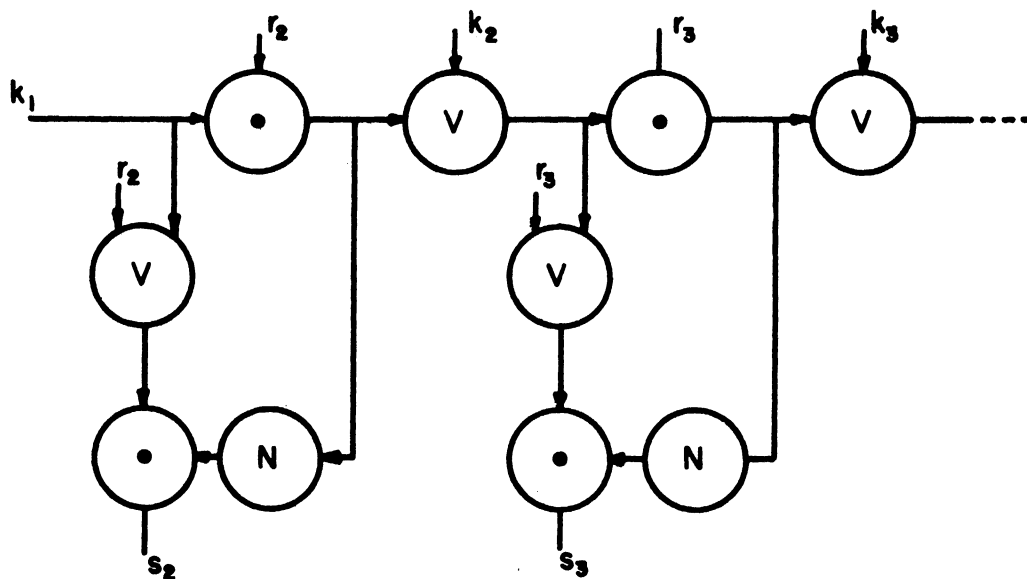 r₂ k₂ r₃ k₃
k₁ • V • V
r₂ r₃
V V
• N • N
s₂ s₃